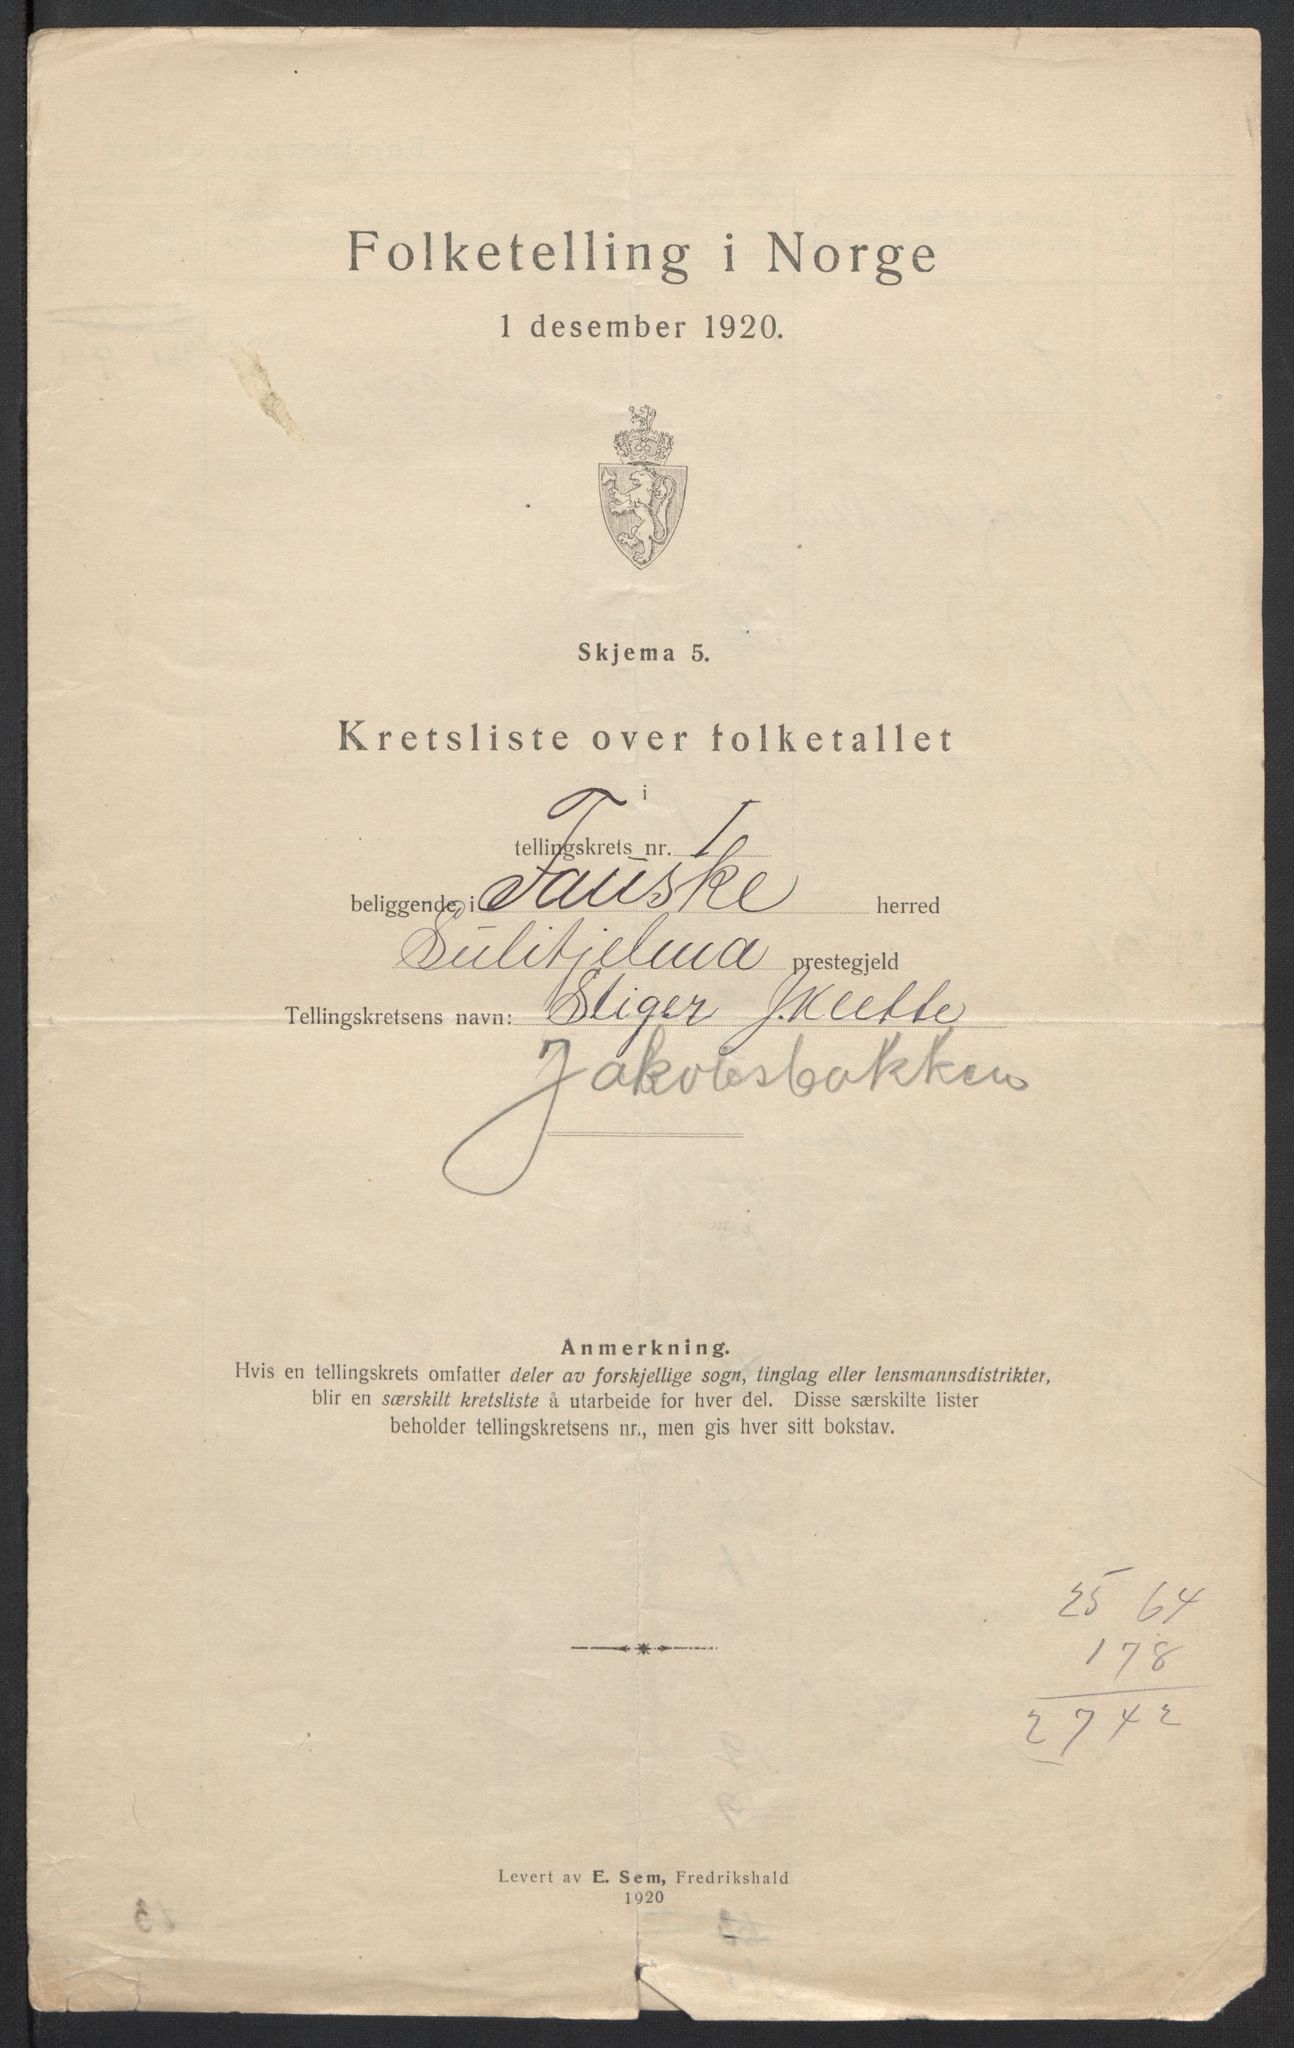 Folketelling i Norge
1 desember 1920.
Skjema 5.
Kretsliste over folketallet
i
tellingskrets nr. I
beliggende i Fauske herred
Sulitjelma prestegjeld
Tellingskretsens navn:
Jakobsbakken
Anmerkning.
Hvis en tellingskrets omfatter deler av forskjellige sogn, tinglag eller lensmannsdistrikter,
blir en særskilt kretsliste å utarbeide for hver del. Disse særskilte lister
beholder tellingskretsens nr., men gis hver sitt bokstav.
25 64
178
2742
Levert av E. Sem, Fredrikshald
1920